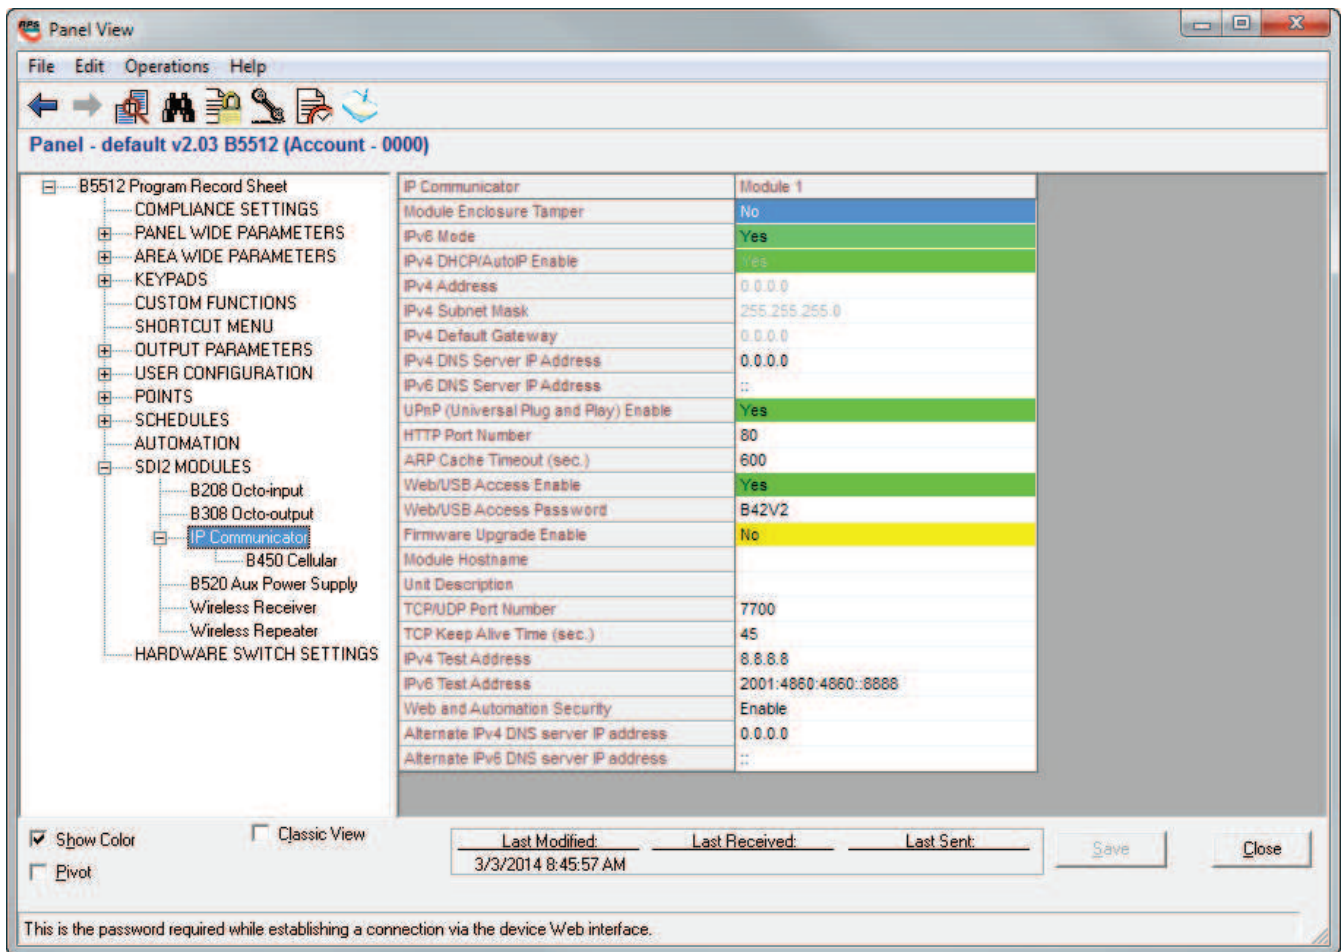 RPS Panel View
File Edit Operations Help
Panel - default v2.03 B5512 (Account - 0000)
B5512 Program Record Sheet
COMPLIANCE SETTINGS
PANEL WIDE PARAMETERS
AREA WIDE PARAMETERS
KEYPADS
CUSTOM FUNCTIONS
SHORTCUT MENU
OUTPUT PARAMETERS
USER CONFIGURATION
POINTS
SCHEDULES
AUTOMATION
SDI2 MODULES
B208 Octo-input
B308 Octo-output
IP Communicator
B450 Cellular
B520 Aux Power Supply
Wireless Receiver
Wireless Repeater
HARDWARE SWITCH SETTINGS
IP Communicator Module 1
Module Enclosure Tamper No
IPv6 Mode Yes
IPv4 DHCP/AutoIP Enable Yes
IPv4 Address 0.0.0.0
IPv4 Subnet Mask 255.255.255.0
IPv4 Default Gateway 0.0.0.0
IPv4 DNS Server IP Address 0.0.0.0
IPv6 DNS Server IP Address ::
UPnP (Universal Plug and Play) Enable Yes
HTTP Port Number 80
ARP Cache Timeout (sec.) 600
Web/USB Access Enable Yes
Web/USB Access Password B42V2
Firmware Upgrade Enable No
Module Hostname
Unit Description
TCP/UDP Port Number 7700
TCP Keep Alive Time (sec.) 45
IPv4 Test Address 8.8.8.8
IPv6 Test Address 2001:4860:4860::8888
Web and Automation Security Enable
Alternate IPv4 DNS server IP address 0.0.0.0
Alternate IPv6 DNS server IP address ::
Show Color Classic View
Pivot
Last Modified: Last Received: Last Sent:
3/3/2014 8:45:57 AM
Save Close
This is the password required while establishing a connection via the device Web interface.